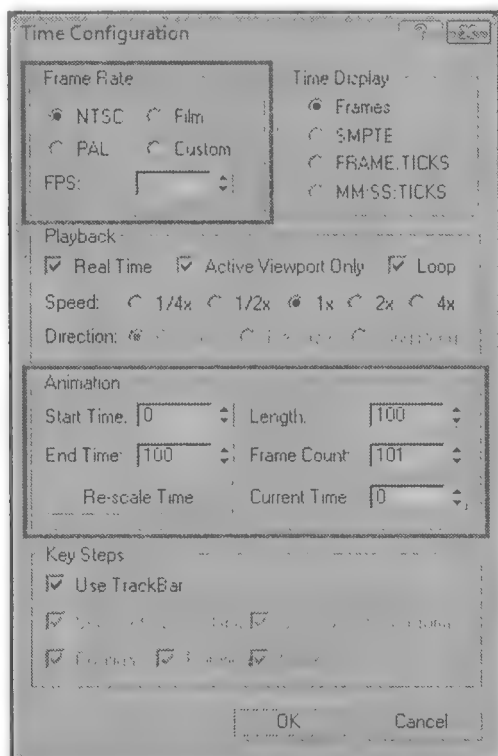 Time Configuration ?
Frame Rate
NTSC Film
PAL Custom
FPS:
Time Display
Frames
SMPTE
FRAME:TICKS
MM:SS:TICKS
Playback
Real Time Active Viewport Only Loop
Speed: 1/4x 1/2x 1x 2x 4x
Direction:
Animation
Start Time: 0 Length: 100
End Time: 100 Frame Count: 101
Re-scale Time Current Time: 0
Key Steps
Use TrackBar
OK Cancel